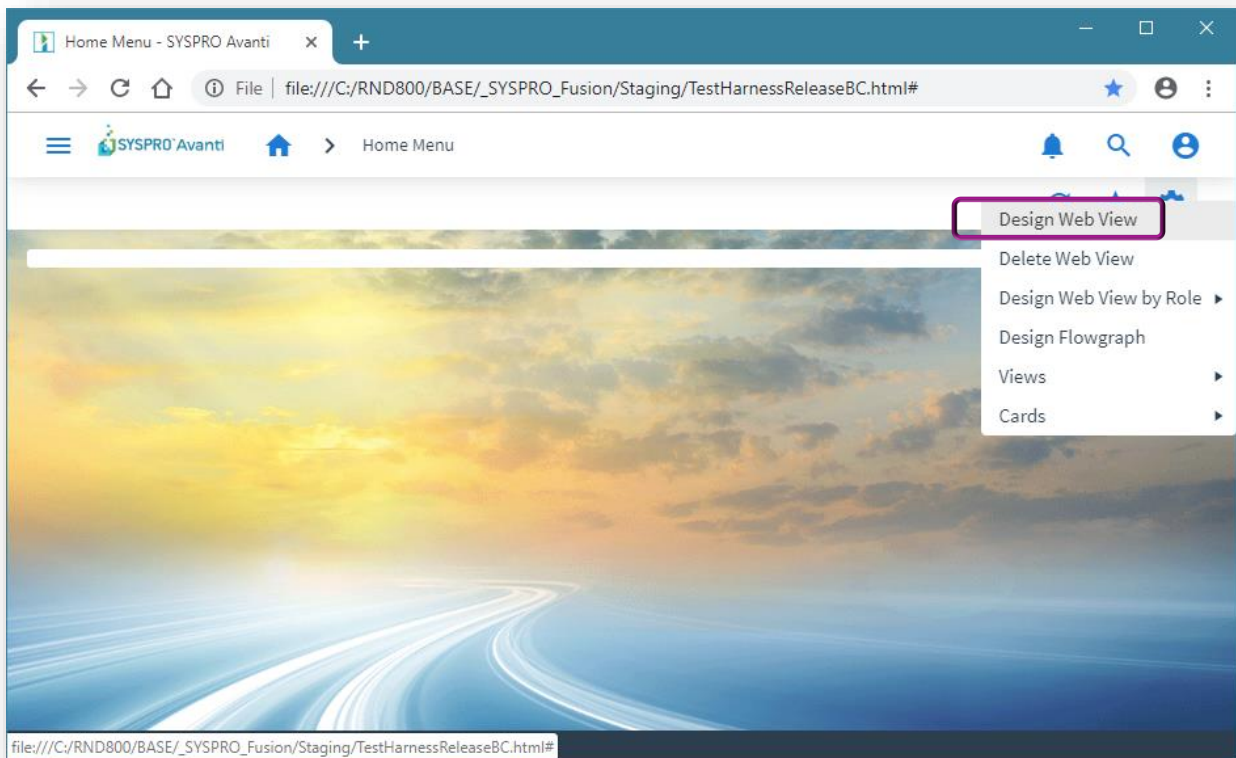 Home Menu - SYSPRO Avanti
File | file:///C:/RND800/BASE/_SYSPRO_Fusion/Staging/TestHarnessReleaseBC.html#
SYSPRO Avanti
Home Menu
Design Web View
Delete Web View
Design Web View by Role
Design Flowgraph
Views
Cards
file:///C:/RND800/BASE/_SYSPRO_Fusion/Staging/TestHarnessReleaseBC.html#